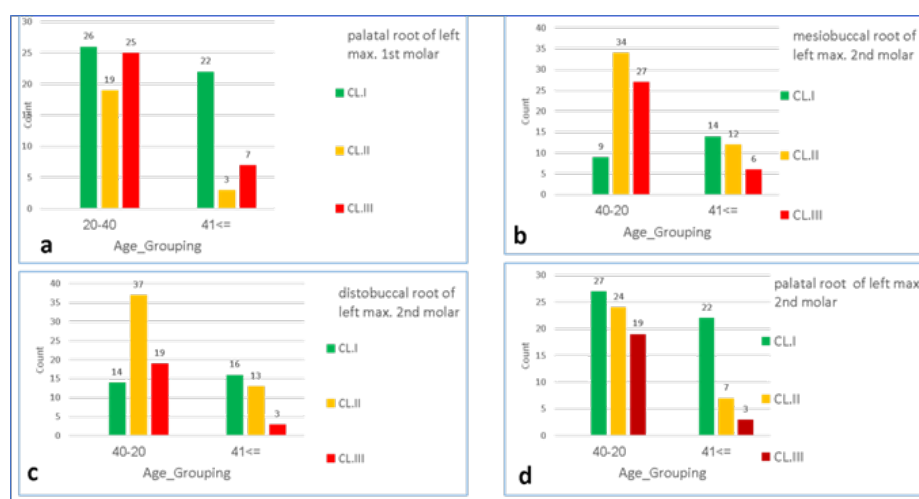 palatal root of left
max. 1st molar
30
25
20
15
10
5
0
Count
26
19
25
22
3
7
20-40
41<=
Age_Grouping
CL.I
CL.II
CL.III
a
mesiobuccal root of
left max. 2nd molar
40
35
30
25
20
15
10
5
0
Count
9
34
27
14
12
6
40-20
41<=
Age_Grouping
CL.I
CL.II
CL.III
b
distobuccal root of
left max. 2nd molar
40
35
30
25
20
15
10
5
0
Count
14
37
19
16
13
3
40-20
41<=
Age_Grouping
CL.I
CL.II
CL.III
c
palatal root of left max.
2nd molar
30
25
20
15
10
5
0
Count
27
24
19
22
7
3
40-20
41<=
Age_Grouping
CL.I
CL.II
CL.III
d